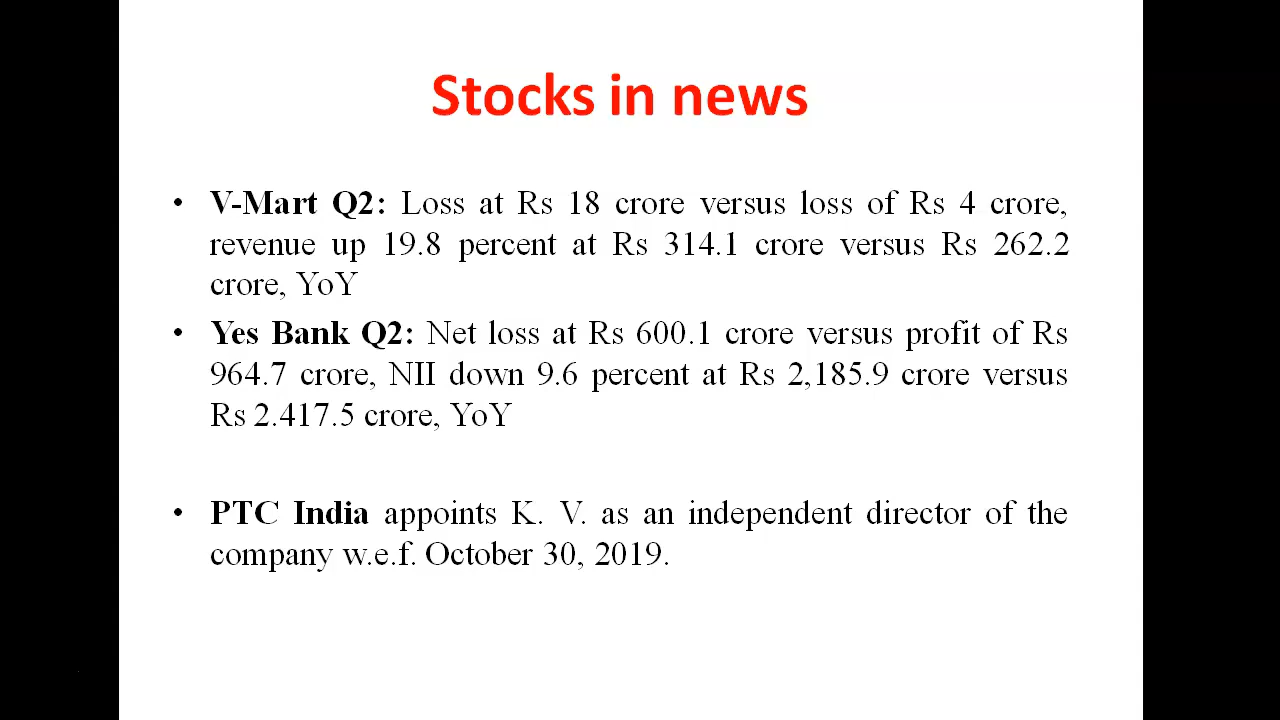 Stocks in news
• V-Mart Q2: Loss at Rs 18 crore versus loss of Rs 4 crore,
revenue up 19.8 percent at Rs 314.1 crore versus Rs 262.2
crore, YoY
• Yes Bank Q2: Net loss at Rs 600.1 crore versus profit of Rs
964.7 crore, NII down 9.6 percent at Rs 2,185.9 crore versus
Rs 2.417.5 crore, YoY
• PTC India appoints K. V. as an independent director of the
company w.e.f. October 30, 2019.